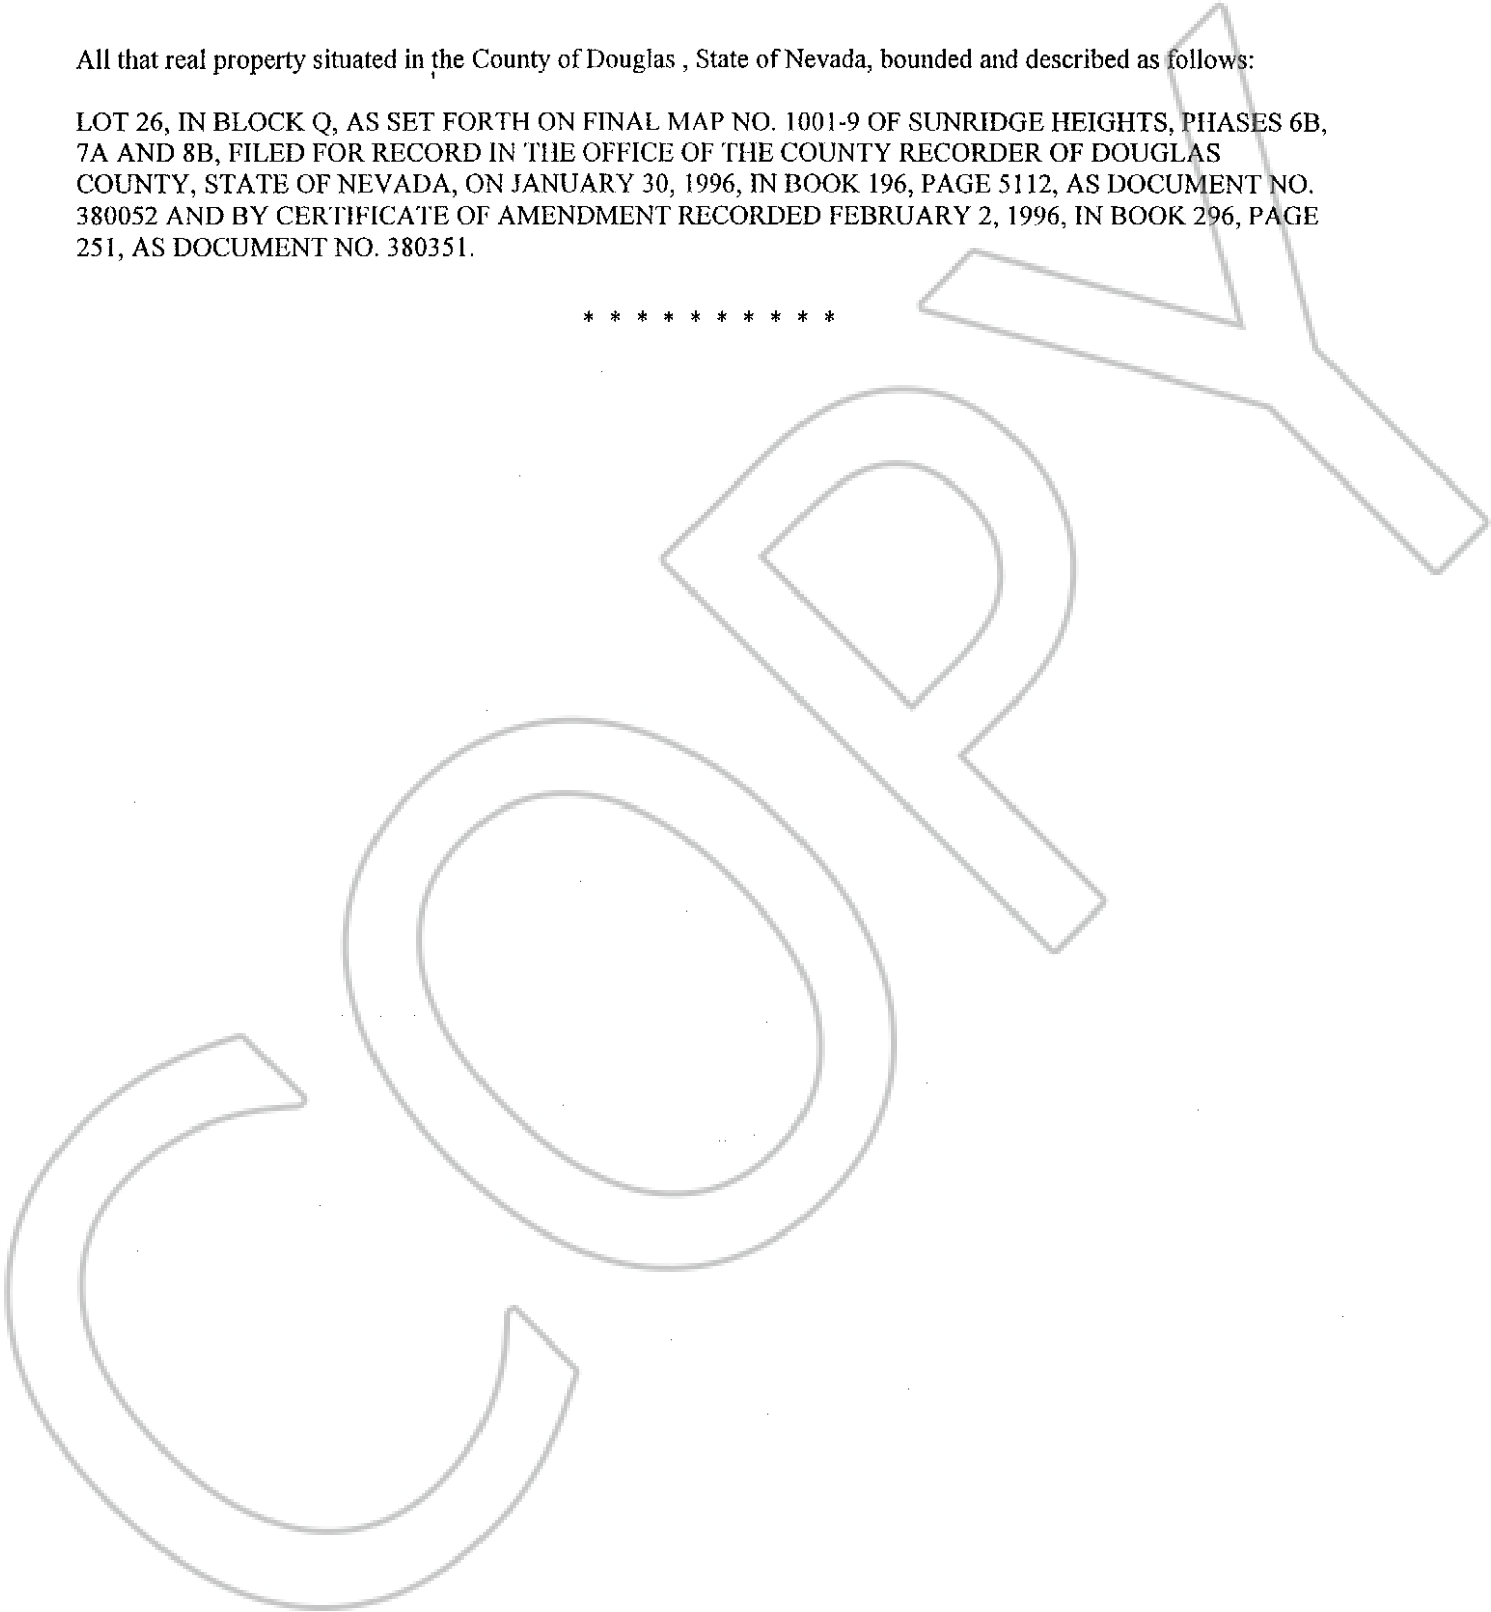 All that real property situated in the County of Douglas , State of Nevada, bounded and described as follows:
LOT 26, IN BLOCK Q, AS SET FORTH ON FINAL MAP NO. 1001-9 OF SUNRIDGE HEIGHTS, PHASES 6B,
7A AND 8B, FILED FOR RECORD IN THE OFFICE OF THE COUNTY RECORDER OF DOUGLAS
COUNTY, STATE OF NEVADA, ON JANUARY 30, 1996, IN BOOK 196, PAGE 5112, AS DOCUMENT NO.
380052 AND BY CERTIFICATE OF AMENDMENT RECORDED FEBRUARY 2, 1996, IN BOOK 296, PAGE
251, AS DOCUMENT NO. 380351.
* * * * * * * * * *
COPY